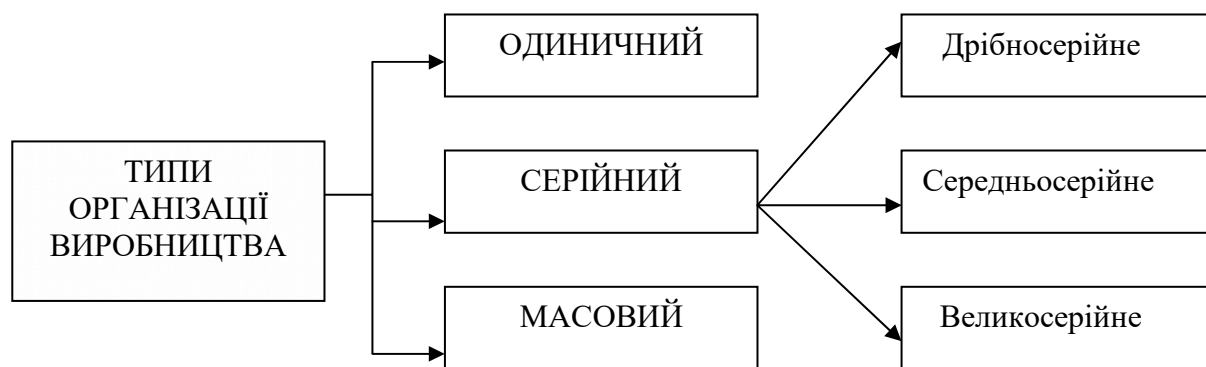 ТИПИ
ОРГАНІЗАЦІЇ
ВИРОБНИЦТВА
ОДИНИЧНИЙ
СЕРІЙНИЙ
МАСОВИЙ
Дрібносерійне
Середньосерійне
Великосерійне